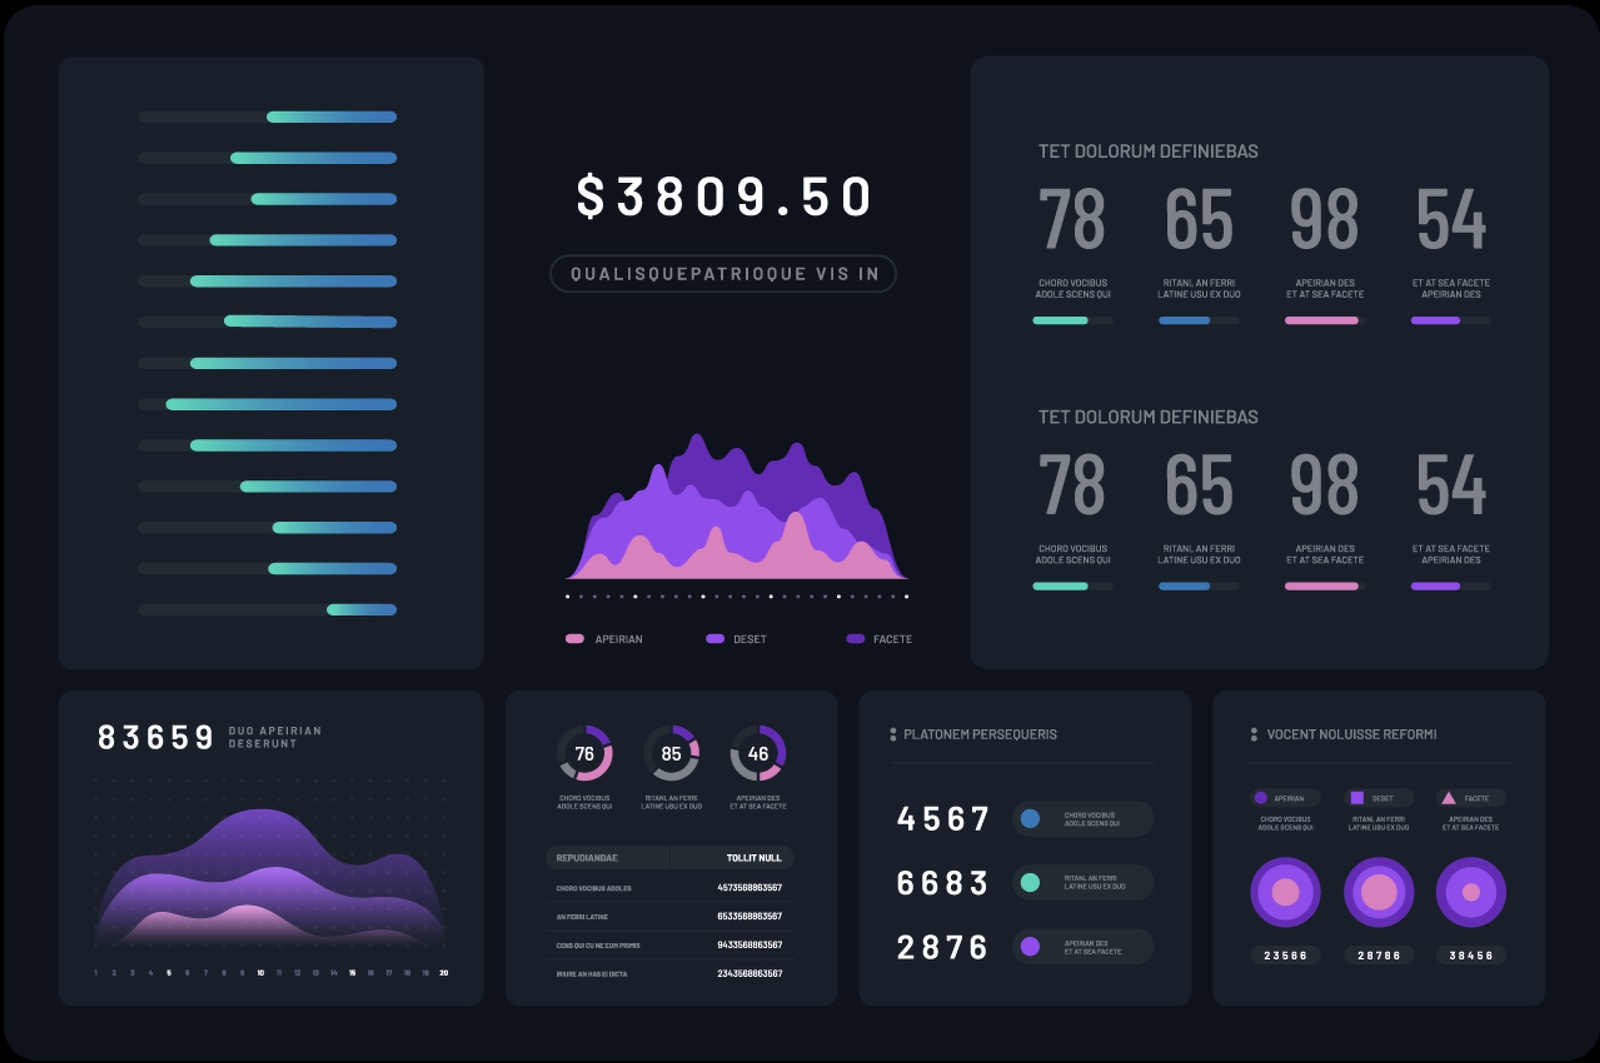 $3809.50
QUALISQUEPATRIOQUE VIS IN
APEIRIAN DESET FACETE
TET DOLORUM DEFINIEBAS
78 65 98 54
CHORO VOCIBUS RITANI, AN FERRI APEIRIAN DES ET AT SEA FACETE
ADOLE SCENS QUI LATINE USU EX DUO ET AT SEA FACETE APEIRIAN DES
TET DOLORUM DEFINIEBAS
78 65 98 54
CHORO VOCIBUS RITANI, AN FERRI APEIRIAN DES ET AT SEA FACETE
ADOLE SCENS QUI LATINE USU EX DUO ET AT SEA FACETE APEIRIAN DES
83659
DUO APEIRIAN
DESERUNT
1 2 3 4 5 6 7 8 9 10 11 12 13 14 15 16 17 18 19 20
76 85 46
CHORO VOCIBUS RITANI, AN FERRI APEIRIAN DES
ADOLE SCENS QUI LATINE USU EX DUO ET AT SEA FACETE
REPUDIANDAE TOLLIT NULL
CHORO VOCIBUS ADOLES 4573568863567
AN FERRI LATINE 6533568863567
CENS QUI CU NE EUM PRIMIS 9433568863567
IRIURE AN HAS EI DICTA 2343568863567
PLATONEM PERSEQUERIS
4567
CHORO VOCIBUS
ADOLE SCENS QUI
6683
RITANI, AN FERRI
LATINE USU EX DUO
2876
APEIRIAN DES
ET AT SEA FACETE
VOCENT NOLUISSE REFORMI
APEIRIAN DESET FACETE
CHORO VOCIBUS RITANI, AN FERRI APEIRIAN DES
ADOLE SCENS QUI LATINE USU EX DUO ET AT SEA FACETE
23566 28786 38456